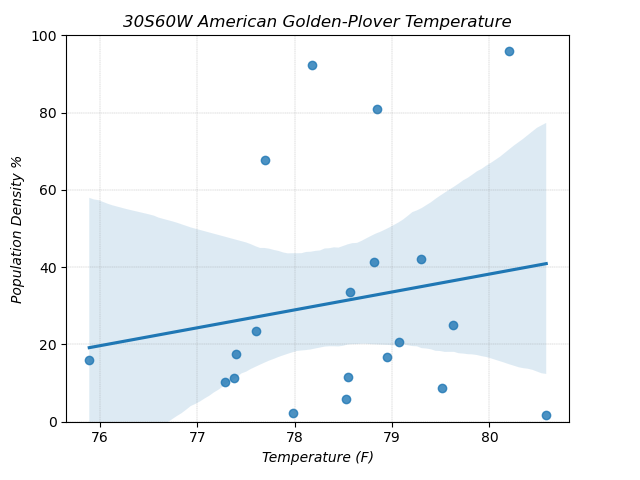 30S60W American Golden-Plover Temperature
100
80
60
40
20
0
Population Density %
76 77 78 79 80
Temperature (F)